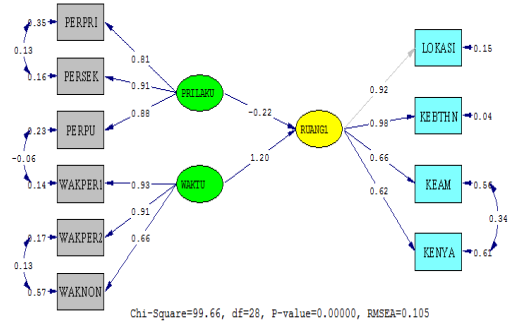 0.35
PERPRI
0.13
0.81
LOKASI
0.15
0.16
PERSEK
0.91
PRILAKU
-0.22
0.92
0.88
KEBTHN
0.04
0.23
PERPU
RUANG1
0.98
-0.06
1.20
0.66
0.14
WAKPER1
0.93
WAKTU
0.62
KEAM
0.56
0.91
0.34
0.17
WAKPER2
0.66
KENYA
0.61
0.13
0.57
WAKNON
Chi-Square=99.66, df=28, P-value=0.00000, RMSEA=0.105